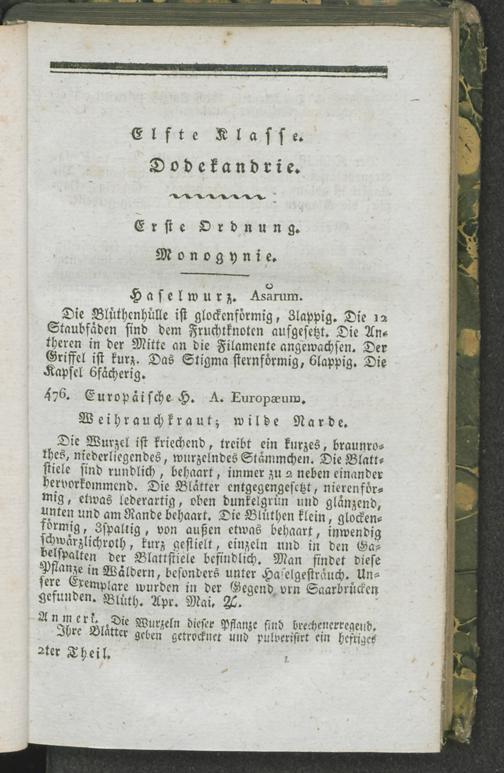 Elfte Klasse.
Dodekandrie.
Erste Ordnung.
Monogynie.
Haselwurz. Asărum.
Die Blüthenhülle ist glockenförmig, 3lappig. Die 12
Staubfäden sind dem Fruchtknoten aufgesetzt. Die An-
theren in der Mitte an die Filamente angewachsen. Der
Griffel ist kurz. Das Stigma sternförmig, 6lappig. Die
Kapsel 6fächerig.
476. Europäische H. A. Europæum.
Weihrauchkraut; wilde Narde.
Die Wurzel ist kriechend, treibt ein kurzes, braunro-
thes, niederliegendes, wurzelndes Stämmchen. Die Blatt-
stiele sind rundlich, behaart, immer zu 2 neben einander
hervorkommend. Die Blätter entgegengesetzt, nierenför-
mig, etwas lederartig, oben dunkelgrün und glänzend,
unten und am Rande behaart. Die Blüthen klein, glocken-
förmig, 3spaltig, von außen etwas behaart, inwendig
schwärzlichroth, kurz gestielt, einzeln und in den Ga-
belspalten der Blattstiele befindlich. Man findet diese
Pflanze in Wäldern, besonders unter Haselgesträuch. Un-
sere Exemplare wurden in der Gegend vrn Saarbrücken
gefunden. Blüth. Apr. Mai. ♃.
Anmerk. Die Wurzeln dieser Pflanze sind brechenerregend.
Ihre Blätter geben getrocknet und pulverisirt ein heftiges
2ter Theil. 1